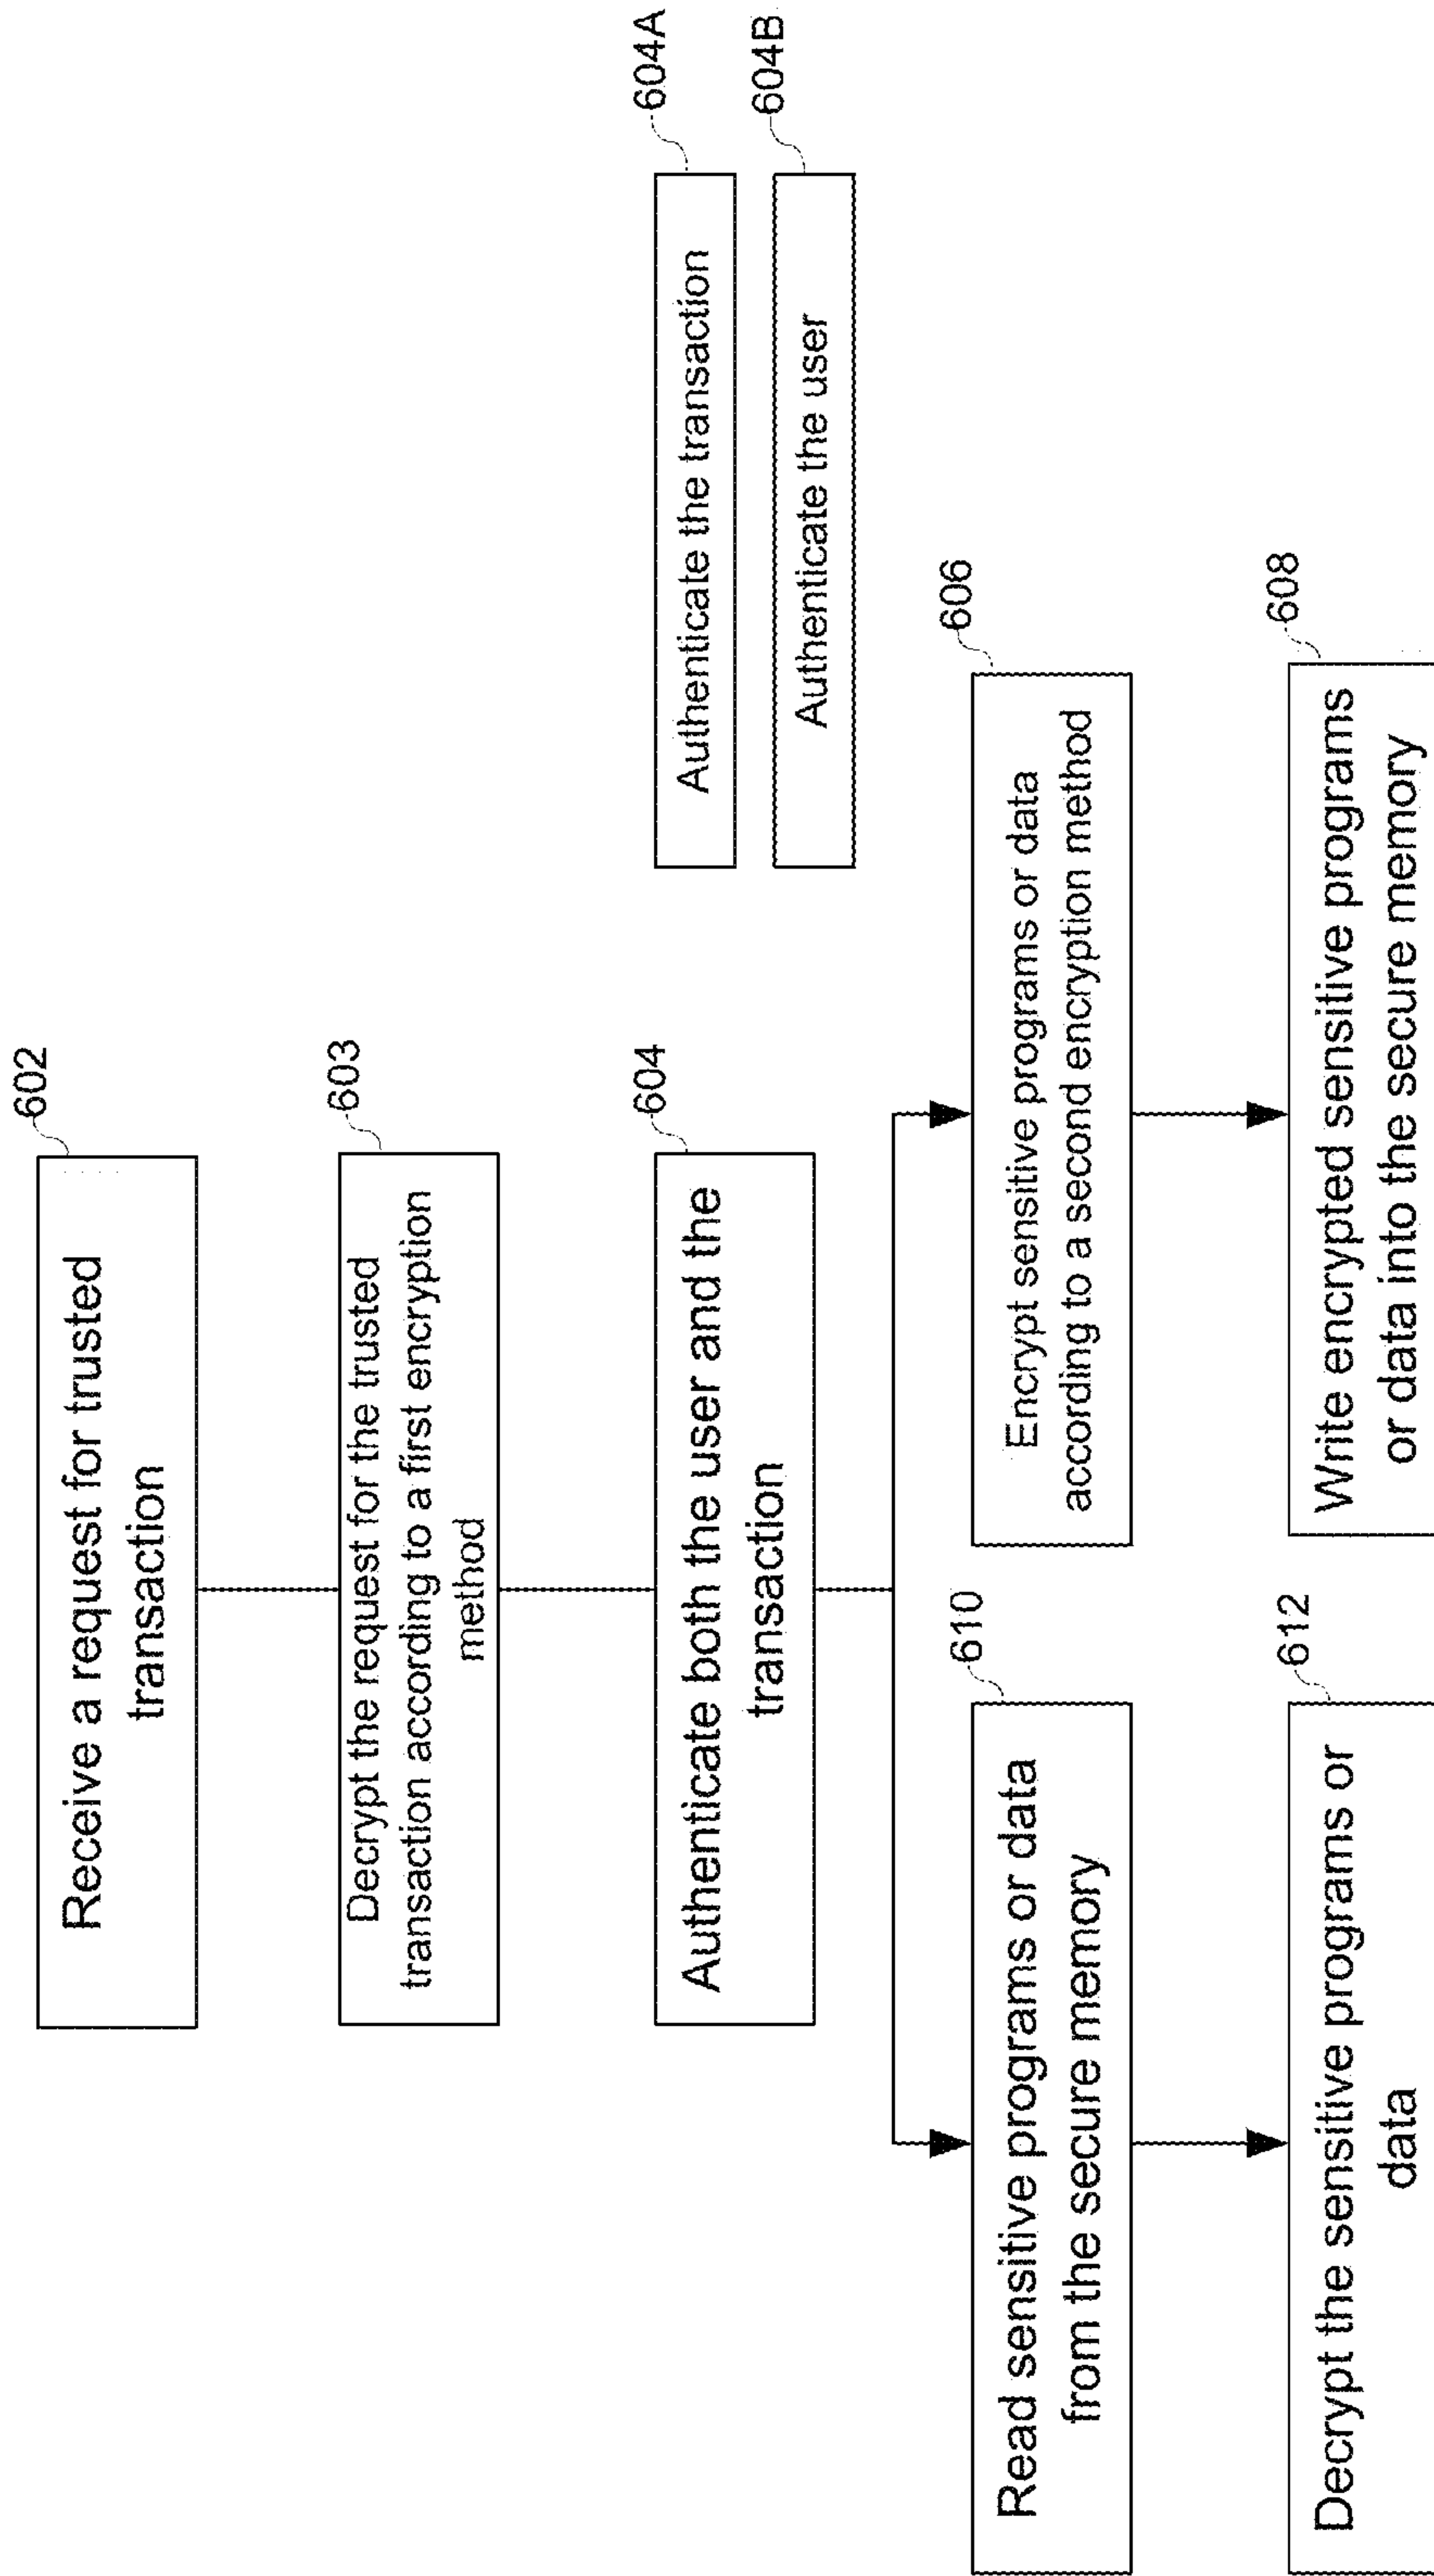 602
Receive a request for trusted
transaction
603
Decrypt the request for the trusted
transaction according to a first encryption
method
604
Authenticate both the user and the
transaction
604A
Authenticate the transaction
604B
Authenticate the user
610
Read sensitive programs or data
from the secure memory
606
Encrypt sensitive programs or data
according to a second encryption method
612
Decrypt the sensitive programs or
data
608
Write encrypted sensitive programs
or data into the secure memory